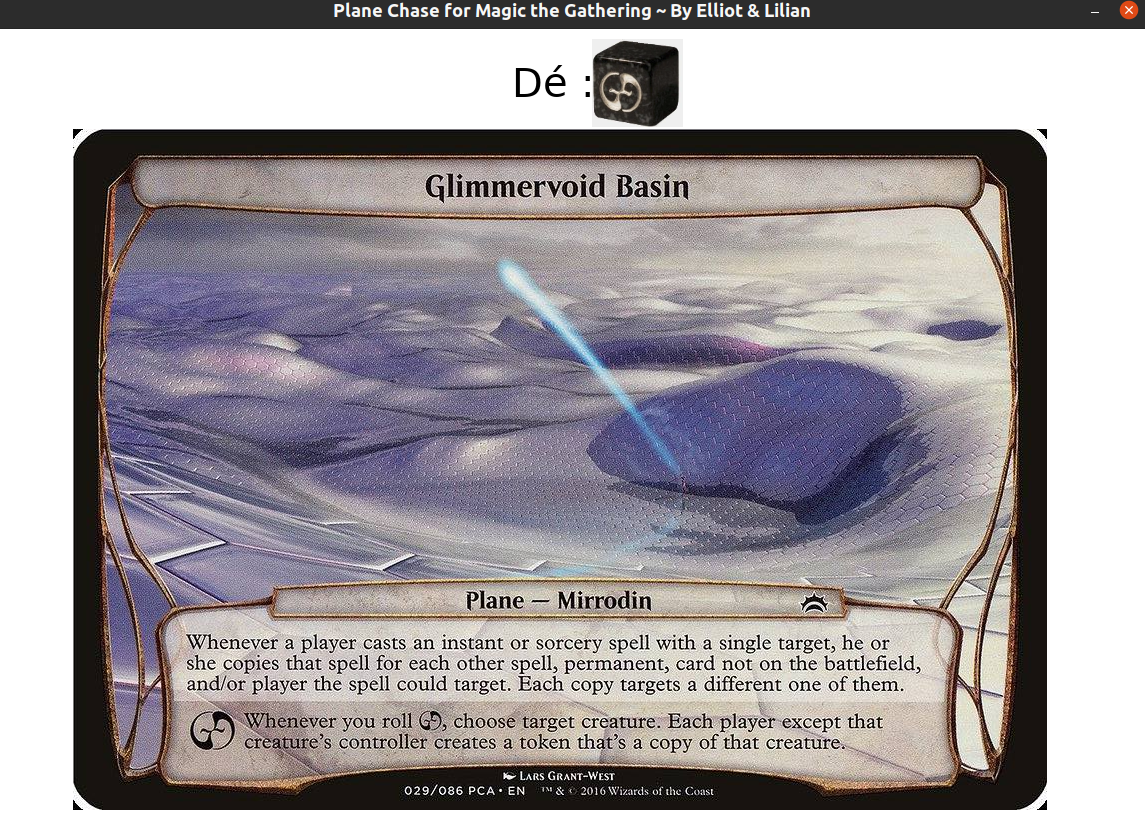 Plane Chase for Magic the Gathering ~ By Elliot & Lilian
Dé :
Glimmervoid Basin
Plane — Mirrodin
Whenever a player casts an instant or sorcery spell with a single target, he or
she copies that spell for each other spell, permanent, card not on the battlefield,
and/or player the spell could target. Each copy targets a different one of them.
Whenever you roll , choose target creature. Each player except that
creature's controller creates a token that's a copy of that creature.
Lars Grant-West
029/086 PCA • EN ™ & © 2016 Wizards of the Coast